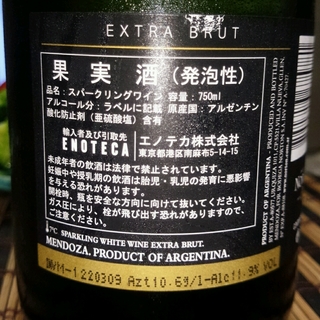 EXTRA BRUT
果実酒(発泡性)
品名:スパークリングワイン 容量:750ml
アルコール分:ラベルに記載 原産国:アルゼンチン
酸化防止剤(亜硫酸塩)含有
輸入者及び引取先
ENOTECA
エノテカ株式会社
東京都港区南麻布5-14-15
未成年者の飲酒は法律で禁止されています。
妊娠中や授乳期の飲酒は胎児・乳児の発育に悪影響
を与える恐れがあります。
開栓時、瓶を安全な方向に向けて抜いてください。
ガス圧により、栓が飛び出す恐れがありますので、
ご注意ください。
SPARKLING WHITE WINE EXTRA BRUT.
MENDOZA. PRODUCT OF ARGENTINA.
-1220309 Azt10.6g/l-Alc11.9% VOL
PRODUCT OF ARGENTINA - PRODUCED AND BOTTLED